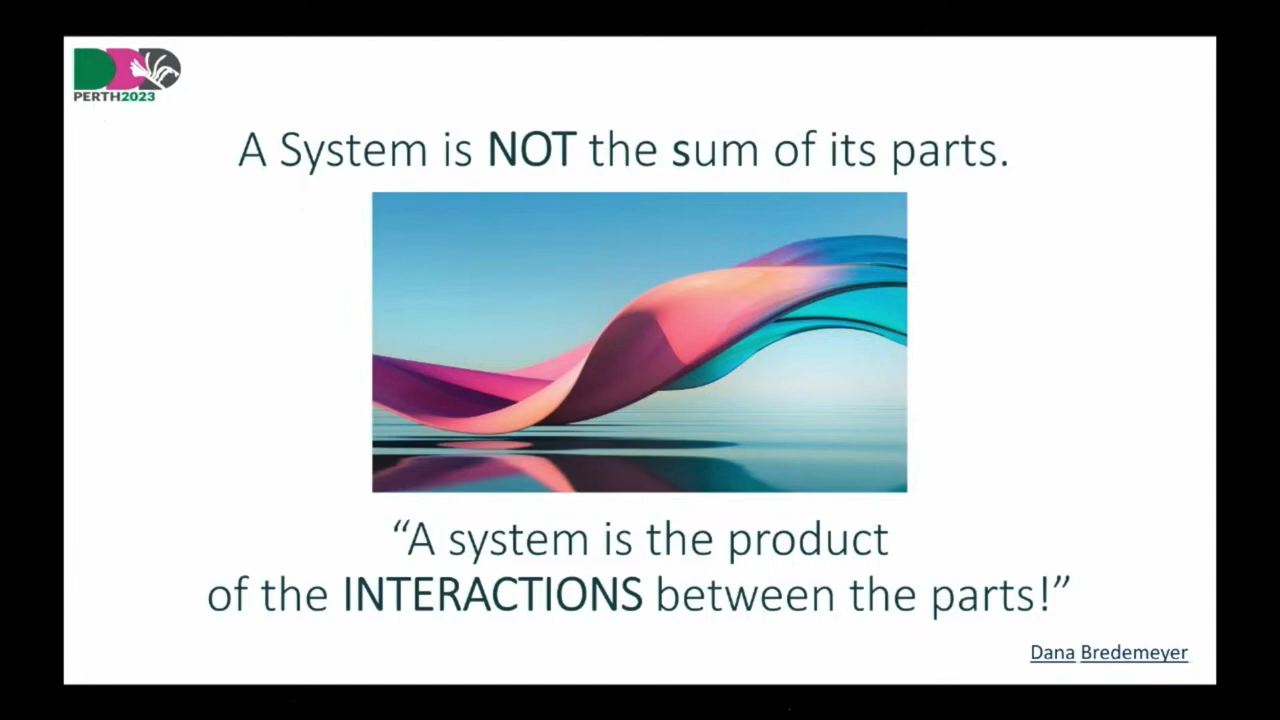 DDD
PERTH2023
A System is NOT the sum of its parts.
“A system is the product
of the INTERACTIONS between the parts!”
Dana Bredemeyer